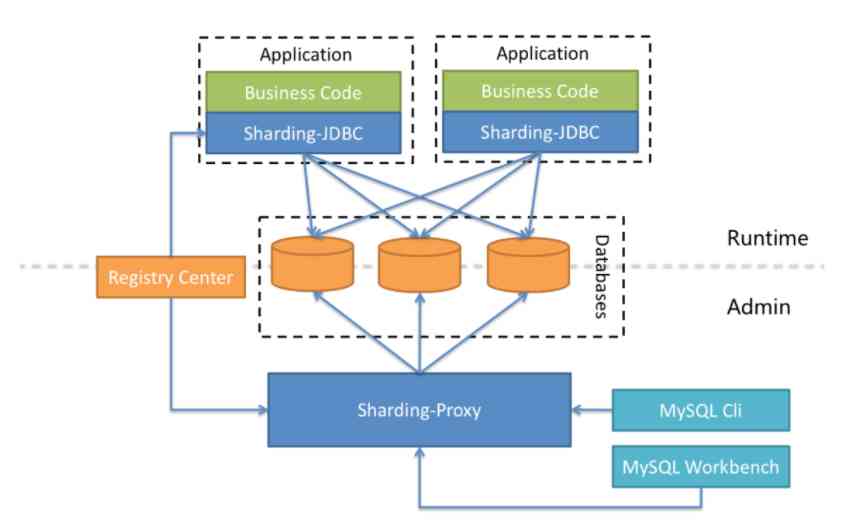 Application
Application
Business Code
Business Code
Sharding-JDBC
Sharding-JDBC
Runtime
Databases
Registry Center
Admin
Sharding-Proxy
MySQL Cli
MySQL Workbench